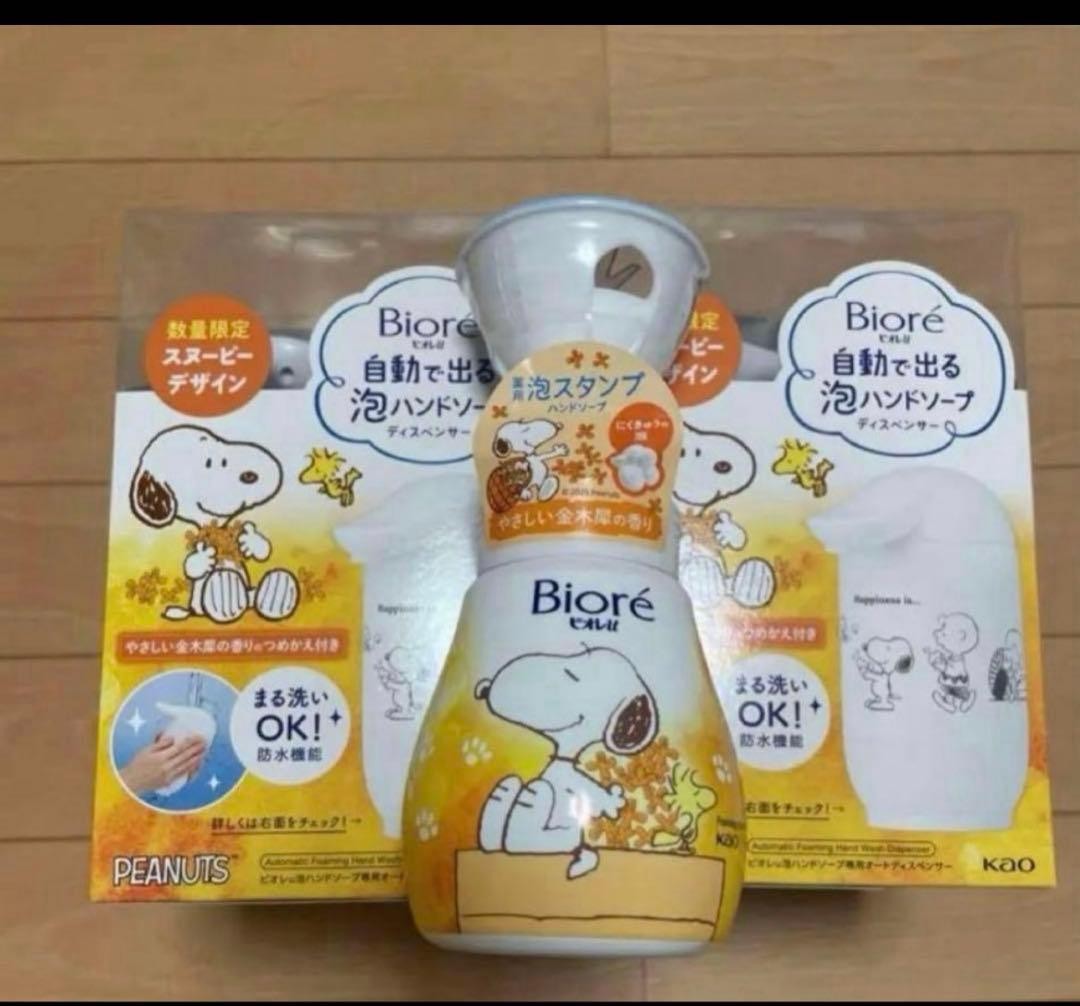 数量限定
スヌーピー
デザイン
Bioré
ビオレu
自動で出る
泡ハンドソー
ディスペンサー
やさしい金木犀の香りのつめかえ付き
まる洗い
OK!
防水機能
詳しくは右面をチェック!→
PEANUTS
Automatic Foaming Hand Wash
ビオレu泡ハンドソープ専用オート
Happiness is
薬用泡スタンプ
ハンドソープ
にくきゅうの
泡
やさしい金木犀の香り
Bioré
ビオレu
Kao
定
ーピー
ザイン
Bioré
ビオレu
自動で出る
泡ハンドソープ
ディスペンサー
Happiness is...
つめかえ付き
まる洗い
OK!
防水機能
右面をチェック!→
Automatic Foaming Hand Wash Dispenser
ビオレu泡ハンドソープ専用オートディスペンサー
Kao